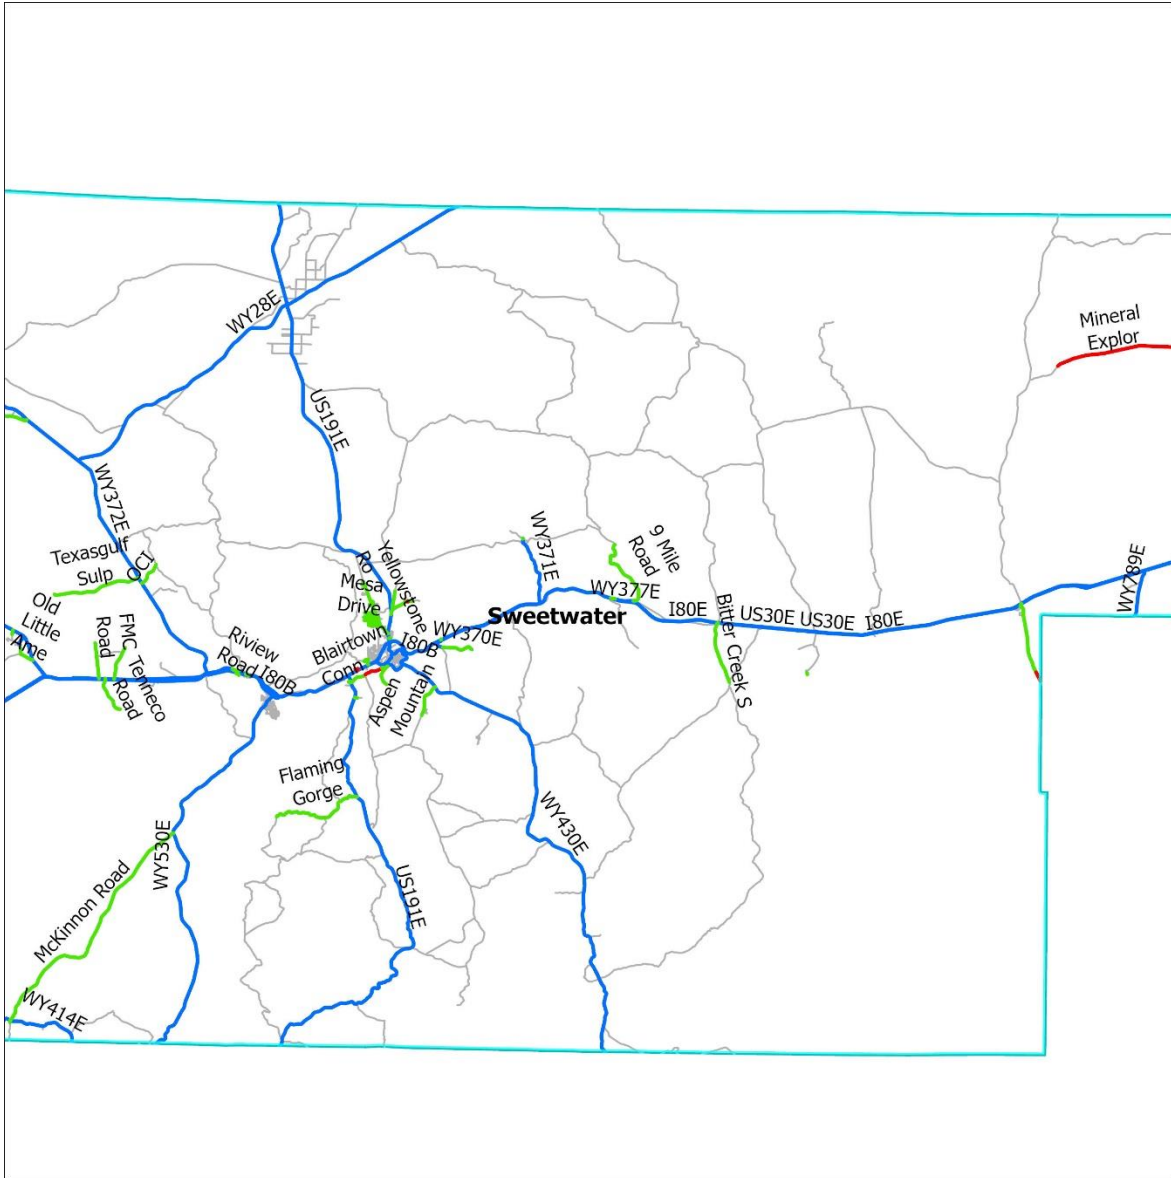 Mineral
Explor
WY28E
US191E
WY372E
Texasgulf
Sulp
Old
Little
Ame
FMC
Road
Tenneco
Road
Riview
Road
I80B
Mesa
Drive
Yellowstone
Ro
Blairtown
Conn
I80B
WY370E
Aspen
Mountain
Sweetwater
WY371E
9 Mile
Road
WY377E
I80E
US30E
US30E
I80E
Bitter Creek S
WY789E
Flaming
Gorge
US191E
WY430E
WY530E
McKinnon Road
WY414E